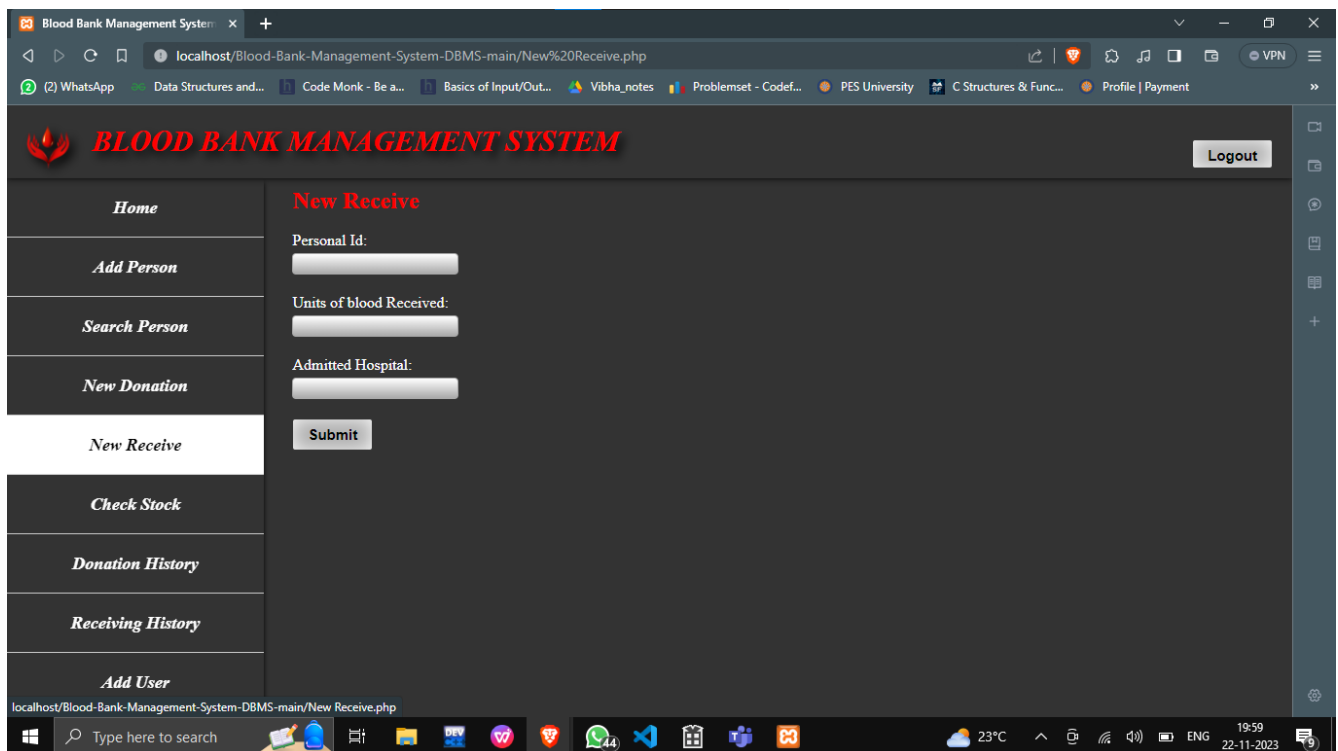 Blood Bank Management System
localhost/Blood-Bank-Management-System-DBMS-main/New%20Receive.php
VPN
(2) WhatsApp
Data Structures and...
Code Monk - Be a...
Basics of Input/Out...
Vibha_notes
Problemset - Codef...
PES University
C Structures & Func...
Profile | Payment
BLOOD BANK MANAGEMENT SYSTEM
Logout
Home
Add Person
Search Person
New Donation
New Receive
Check Stock
Donation History
Receiving History
Add User
New Receive
Personal Id:
Units of blood Received:
Admitted Hospital:
Submit
localhost/Blood-Bank-Management-System-DBMS-main/New Receive.php
Type here to search
DEV
44
23°C
ENG
19:59
22-11-2023
9